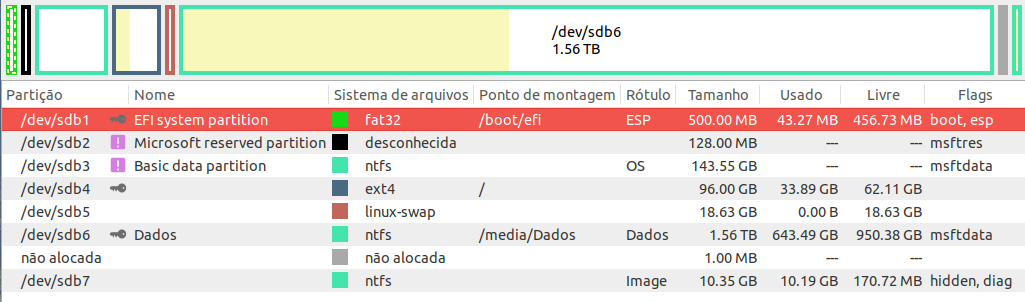 /dev/sdb6
1.56 TB
Partição Nome Sistema de arquivos Ponto de montagem Rótulo Tamanho Usado Livre Flags
/dev/sdb1 EFI system partition fat32 /boot/efi ESP 500.00 MB 43.27 MB 456.73 MB boot, esp
/dev/sdb2 ! Microsoft reserved partition desconhecida 128.00 MB --- --- msftres
/dev/sdb3 ! Basic data partition ntfs OS 143.55 GB --- --- msftdata
/dev/sdb4 ext4 / 96.00 GB 33.89 GB 62.11 GB
/dev/sdb5 linux-swap 18.63 GB 0.00 B 18.63 GB
/dev/sdb6 Dados ntfs /media/Dados Dados 1.56 TB 643.49 GB 950.38 GB msftdata
não alocada não alocada 1.00 MB --- ---
/dev/sdb7 ntfs Image 10.35 GB 10.19 GB 170.72 MB hidden, diag